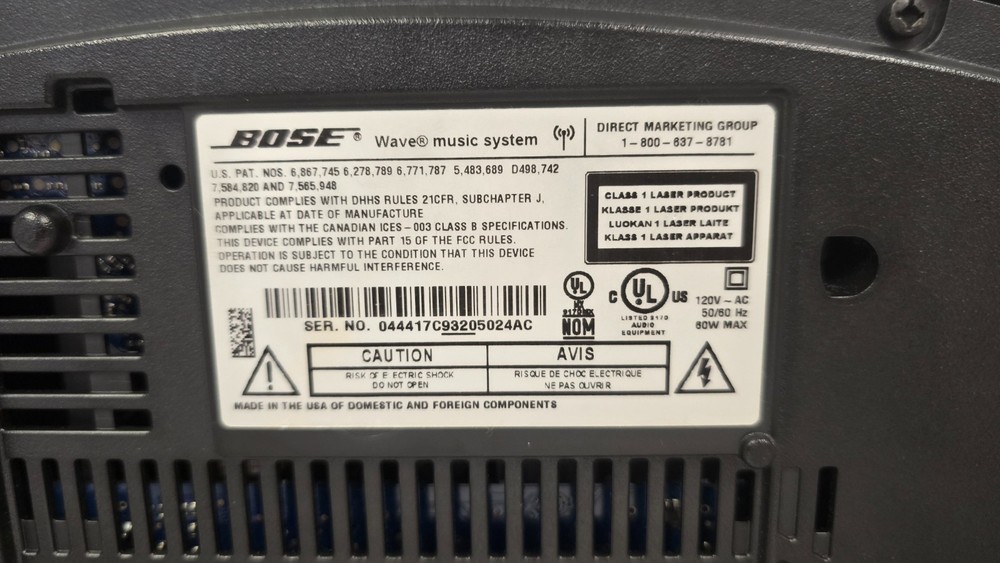 BOSE® Wave® music system
DIRECT MARKETING GROUP
1-800-637-8781
U.S. PAT. NOS. 6,867,745 6,278,789 6,771,787 5,483,689 D498,742
7,584,820 AND 7,565,948
PRODUCT COMPLIES WITH DHHS RULES 21CFR, SUBCHAPTER J,
APPLICABLE AT DATE OF MANUFACTURE
COMPLIES WITH THE CANADIAN ICES-003 CLASS B SPECIFICATIONS.
THIS DEVICE COMPLIES WITH PART 15 OF THE FCC RULES.
OPERATION IS SUBJECT TO THE CONDITION THAT THIS DEVICE
DOES NOT CAUSE HARMFUL INTERFERENCE.
CLASS 1 LASER PRODUCT
KLASSE 1 LASER PRODUKT
LUOKAN 1 LASER LAITE
KLASS 1 LASER APPARAT
SER. NO. 044417C93205024AC
UL
NOM
C UL US
LISTED 917D
AUDIO
EQUIPMENT
120V ~ AC
50/60 Hz
60W MAX
CAUTION
RISK OF ELECTRIC SHOCK
DO NOT OPEN
AVIS
RISQUE DE CHOC ELECTRIQUE
NE PAS OUVRIR
MADE IN THE USA OF DOMESTIC AND FOREIGN COMPONENTS